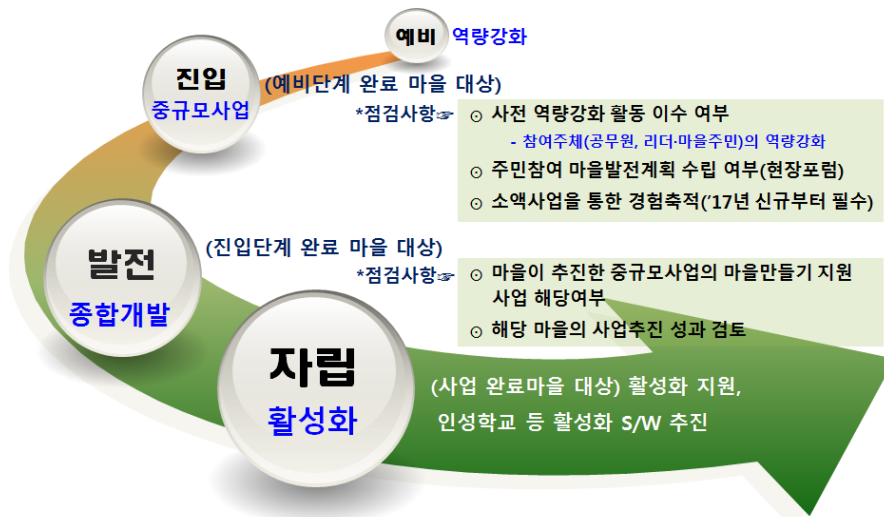 예비 역량강화
진입
중규모사업
(예비단계 완료 마을 대상)
*점검사항☞
⊙ 사전 역량강화 활동 이수 여부
- 참여주체(공무원, 리더·마을주민)의 역량강화
⊙ 주민참여 마을발전계획 수립 여부(현장포럼)
⊙ 소액사업을 통한 경험축적('17년 신규부터 필수)
발전
종합개발
(진입단계 완료 마을 대상)
*점검사항☞
⊙ 마을이 추진한 중규모사업의 마을만들기 지원
사업 해당여부
⊙ 해당 마을의 사업추진 성과 검토
자립
활성화
(사업 완료마을 대상) 활성화 지원,
인성학교 등 활성화 S/W 추진